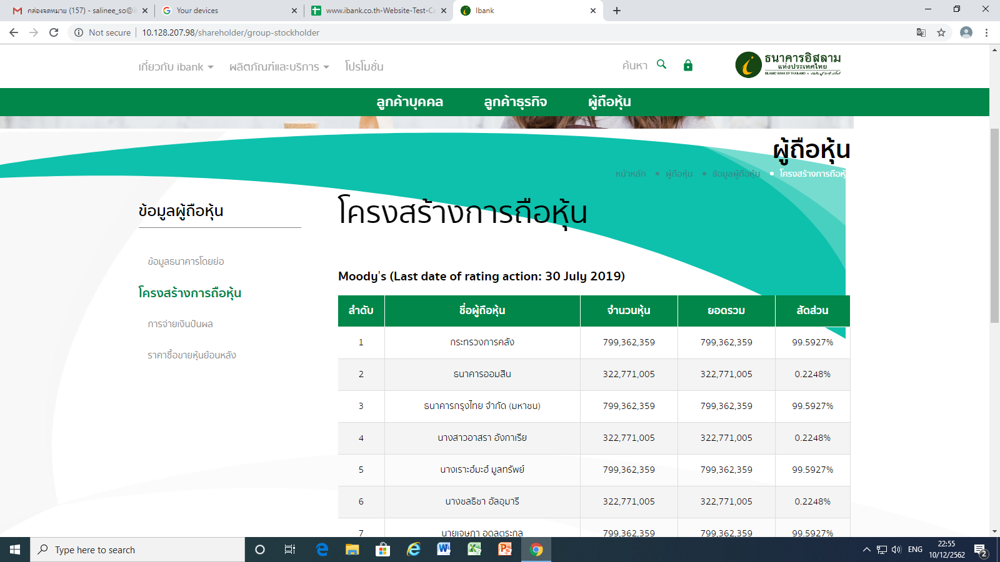 กล่องจดหมาย (157) - salinee_so@i
Your devices
www.ibank.co.th-Website-Test-Ca
Ibank
Not secure 10.128.207.98/shareholder/group-stockholder
เกี่ยวกับ ibank ผลิตภัณฑ์และบริการ โปรโมชั่น
ค้นหา
ธนาคารอิสลาม
แห่งประเทศไทย
ISLAMIC BANK OF THAILAND
ลูกค้าบุคคล ลูกค้าธุรกิจ ผู้ถือหุ้น
ผู้ถือหุ้น
หน้าหลัก • ผู้ถือหุ้น • ข้อมูลผู้ถือหุ้น • โครงสร้างการถือหุ้
ข้อมูลผู้ถือหุ้น
ข้อมูลธนาคารโดยย่อ
โครงสร้างการถือหุ้น
การจ่ายเงินปันผล
ราคาซื้อขายหุ้นย้อนหลัง
โครงสร้างการถือหุ้น
Moody's (Last date of rating action: 30 July 2019)
ลำดับ ชื่อผู้ถือหุ้น จำนวนหุ้น ยอดรวม สัดส่วน
1 กระทรวงการคลัง 799,362,359 799,362,359 99.5927%
2 ธนาคารออมสิน 322,771,005 322,771,005 0.2248%
3 ธนาคารกรุงไทย จำกัด (มหาชน) 799,362,359 799,362,359 99.5927%
4 นางสาวอาสรา อังกาเรีย 322,771,005 322,771,005 0.2248%
5 นางเราะฮ์มะฮ์ มูลทรัพย์ 799,362,359 799,362,359 99.5927%
6 นางชลธิชา อัลอุมารี 322,771,005 322,771,005 0.2248%
7 นายเจษฎา อดุลตระกูล 799,362,359 799,362,359 99.5927%
Type here to search
ENG
22:55
10/12/2562
2